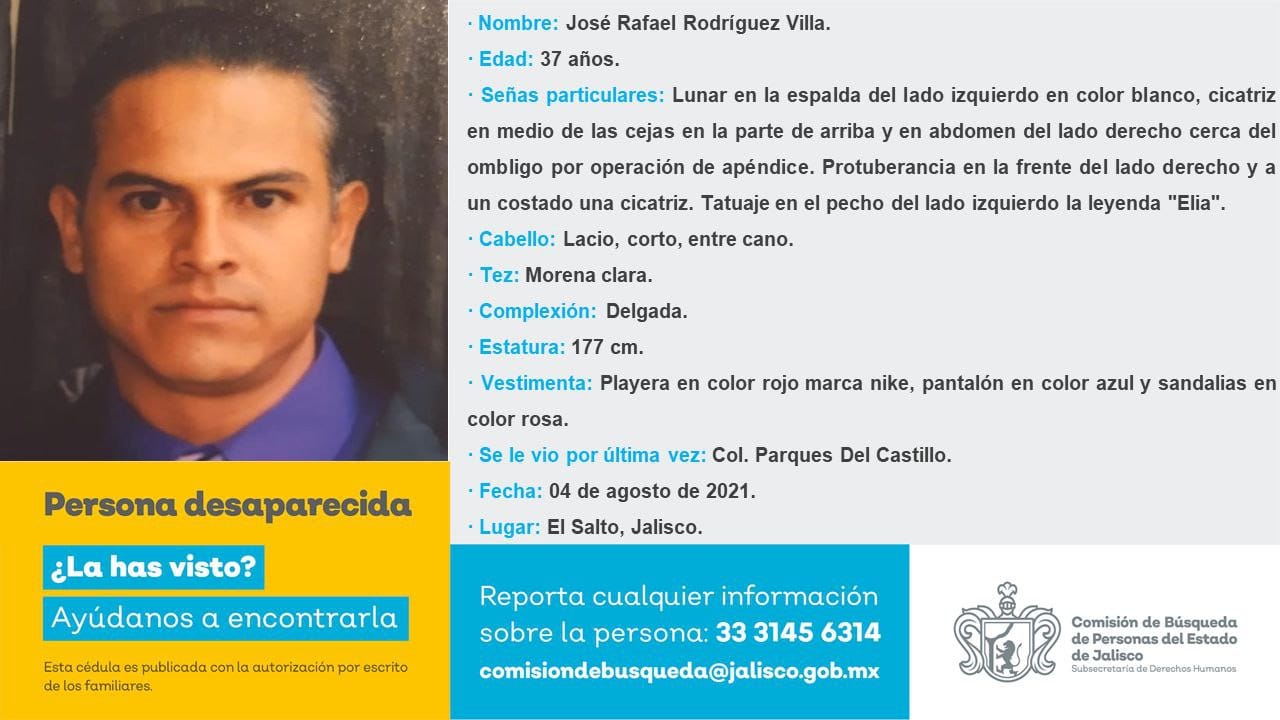 · Nombre: José Rafael Rodríguez Villa.
· Edad: 37 años.
· Señas particulares: Lunar en la espalda del lado izquierdo en color blanco, cicatriz
en medio de las cejas en la parte de arriba y en abdomen del lado derecho cerca del
ombligo por operación de apéndice. Protuberancia en la frente del lado derecho y a
un costado una cicatriz. Tatuaje en el pecho del lado izquierdo la leyenda "Elia".
· Cabello: Lacio, corto, entre cano.
· Tez: Morena clara.
· Complexión: Delgada.
· Estatura: 177 cm.
· Vestimenta: Playera en color rojo marca nike, pantalón en color azul y sandalias en
color rosa.
· Se le vio por última vez: Col. Parques Del Castillo.
· Fecha: 04 de agosto de 2021.
· Lugar: El Salto, Jalisco.
Persona desaparecida
¿La has visto?
Ayúdanos a encontrarla
Esta cédula es publicada con la autorización por escrito
de los familiares.
Reporta cualquier información
sobre la persona: 33 3145 6314
comisiondebusqueda@jalisco.gob.mx
Comisión de Búsqueda
de Personas del Estado
de Jalisco
Subsecretaría de Derechos Humanos